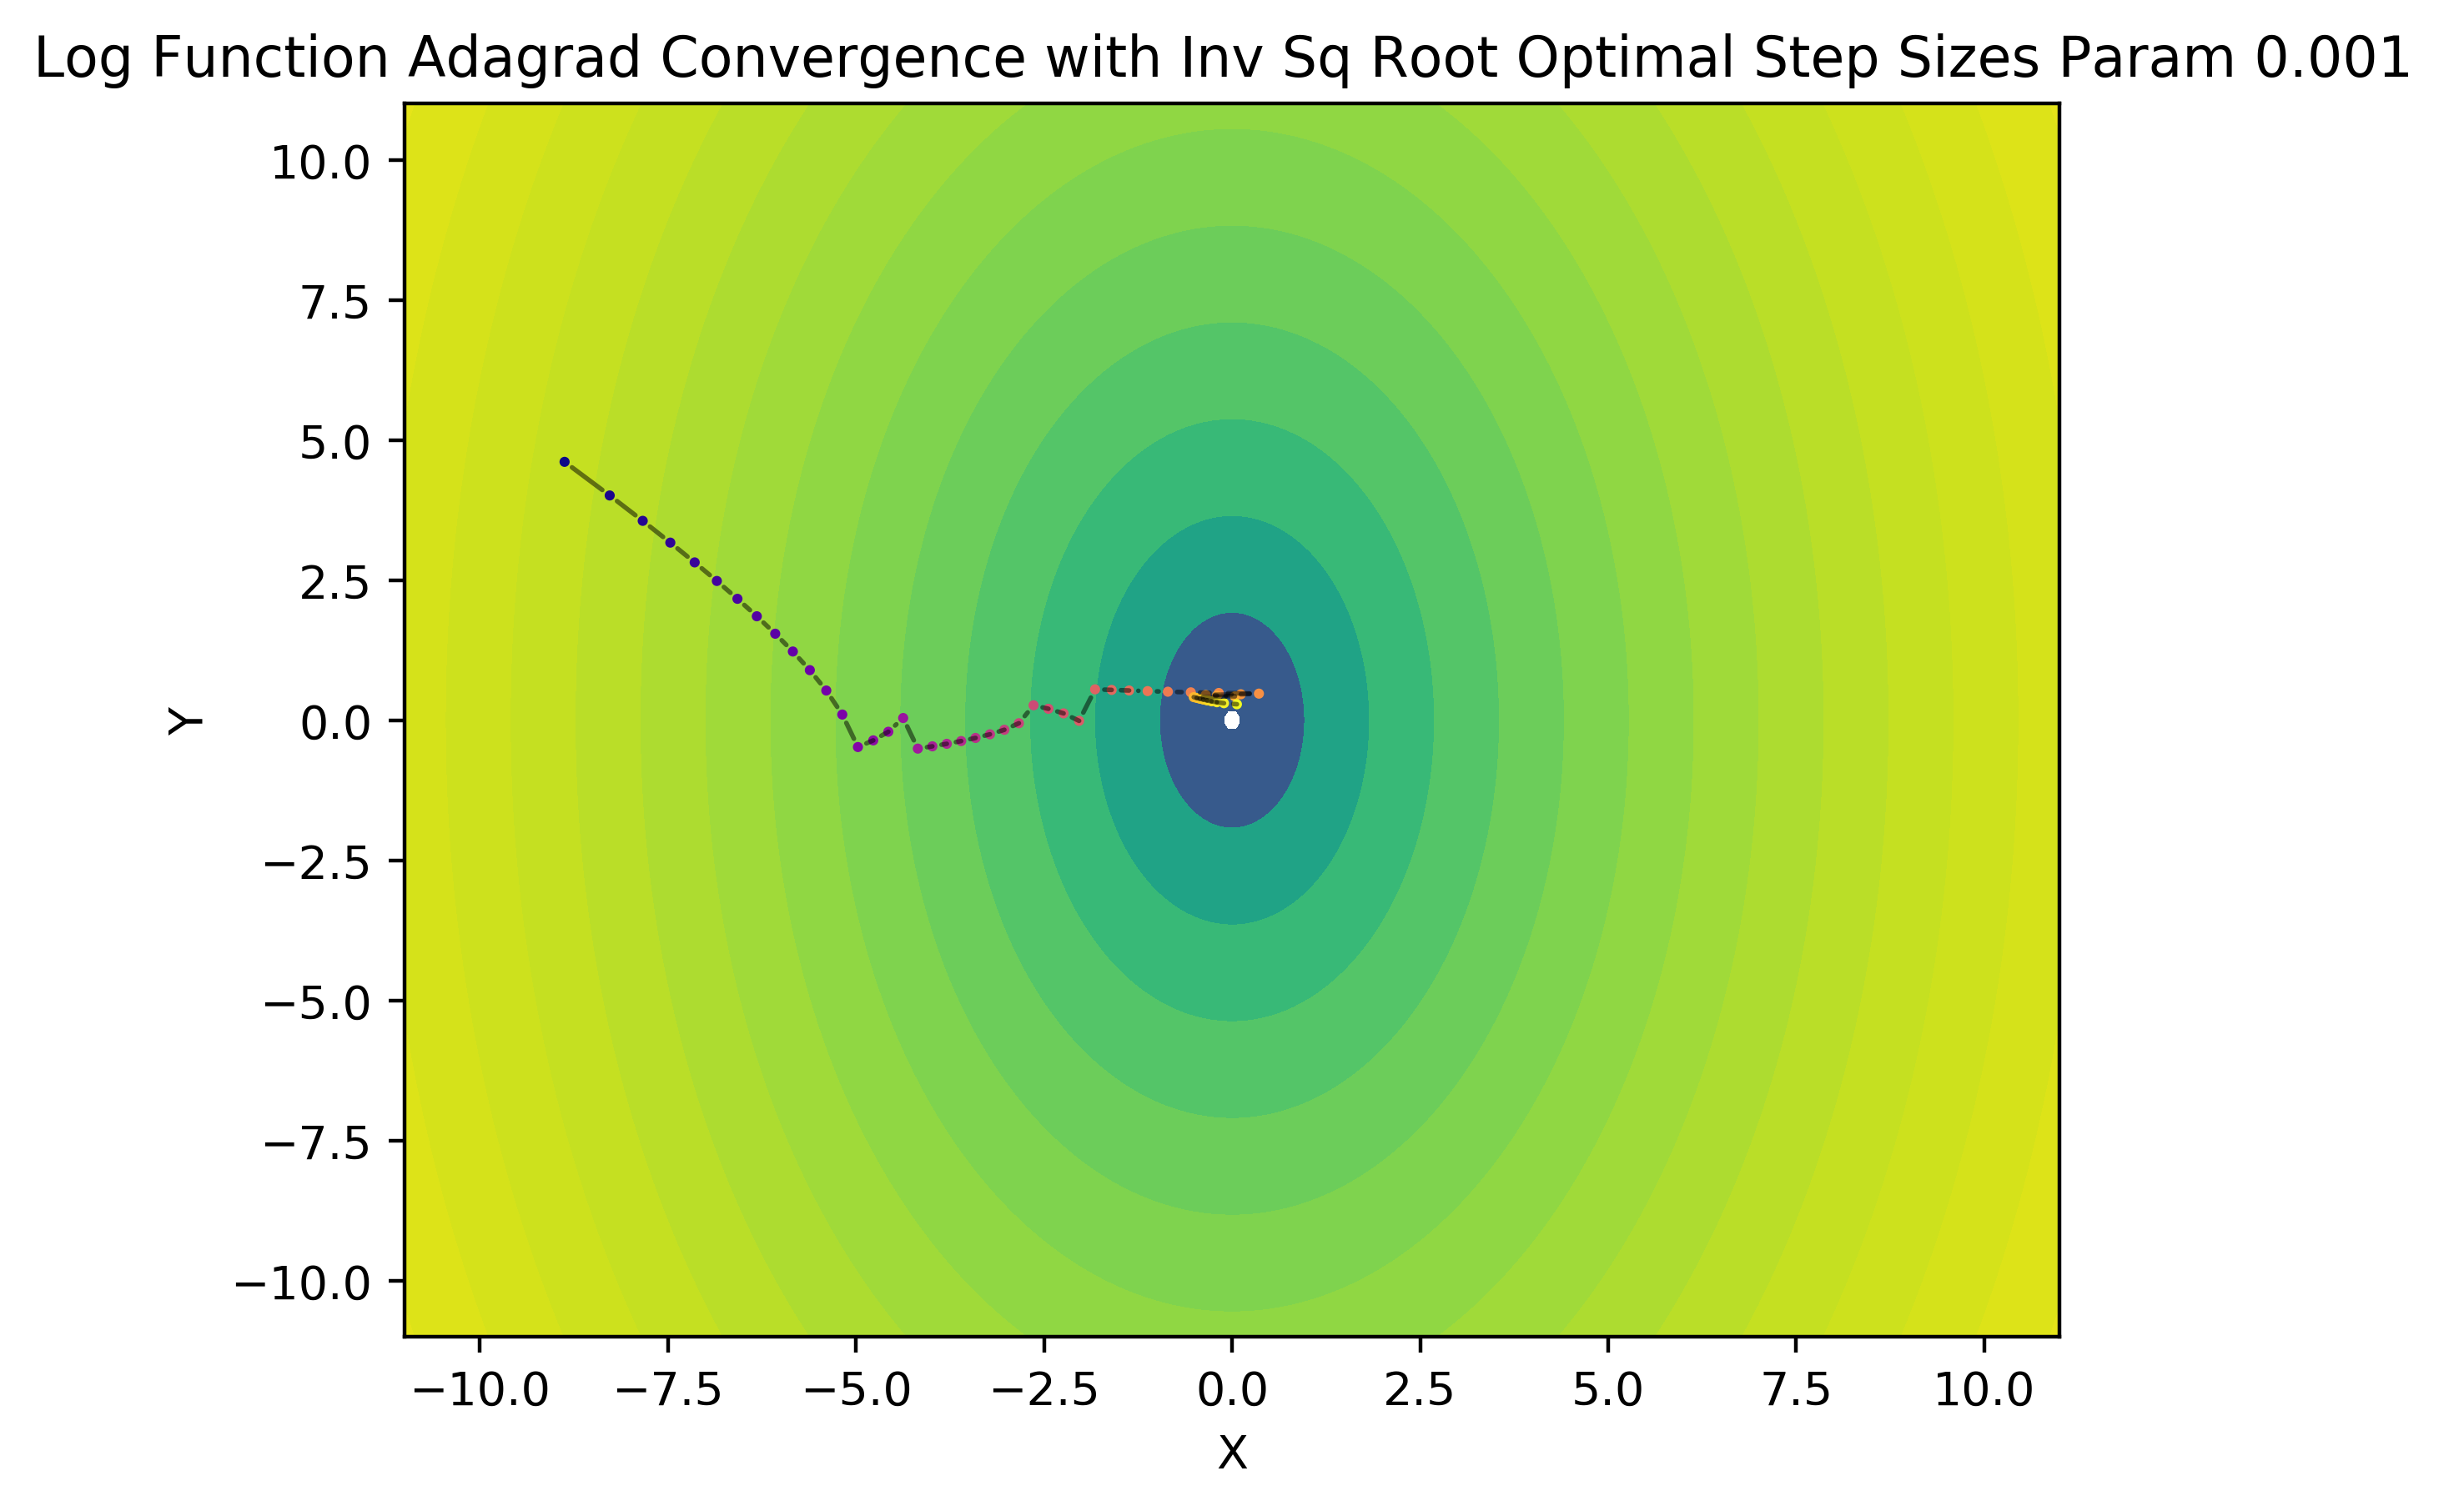 Log Function Adagrad Convergence with Inv Sq Root Optimal Step Sizes Param 0.001
10.0
7.5
5.0
2.5
0.0
−2.5
−5.0
−7.5
−10.0
Y
−10.0 −7.5 −5.0 −2.5 0.0 2.5 5.0 7.5 10.0
X